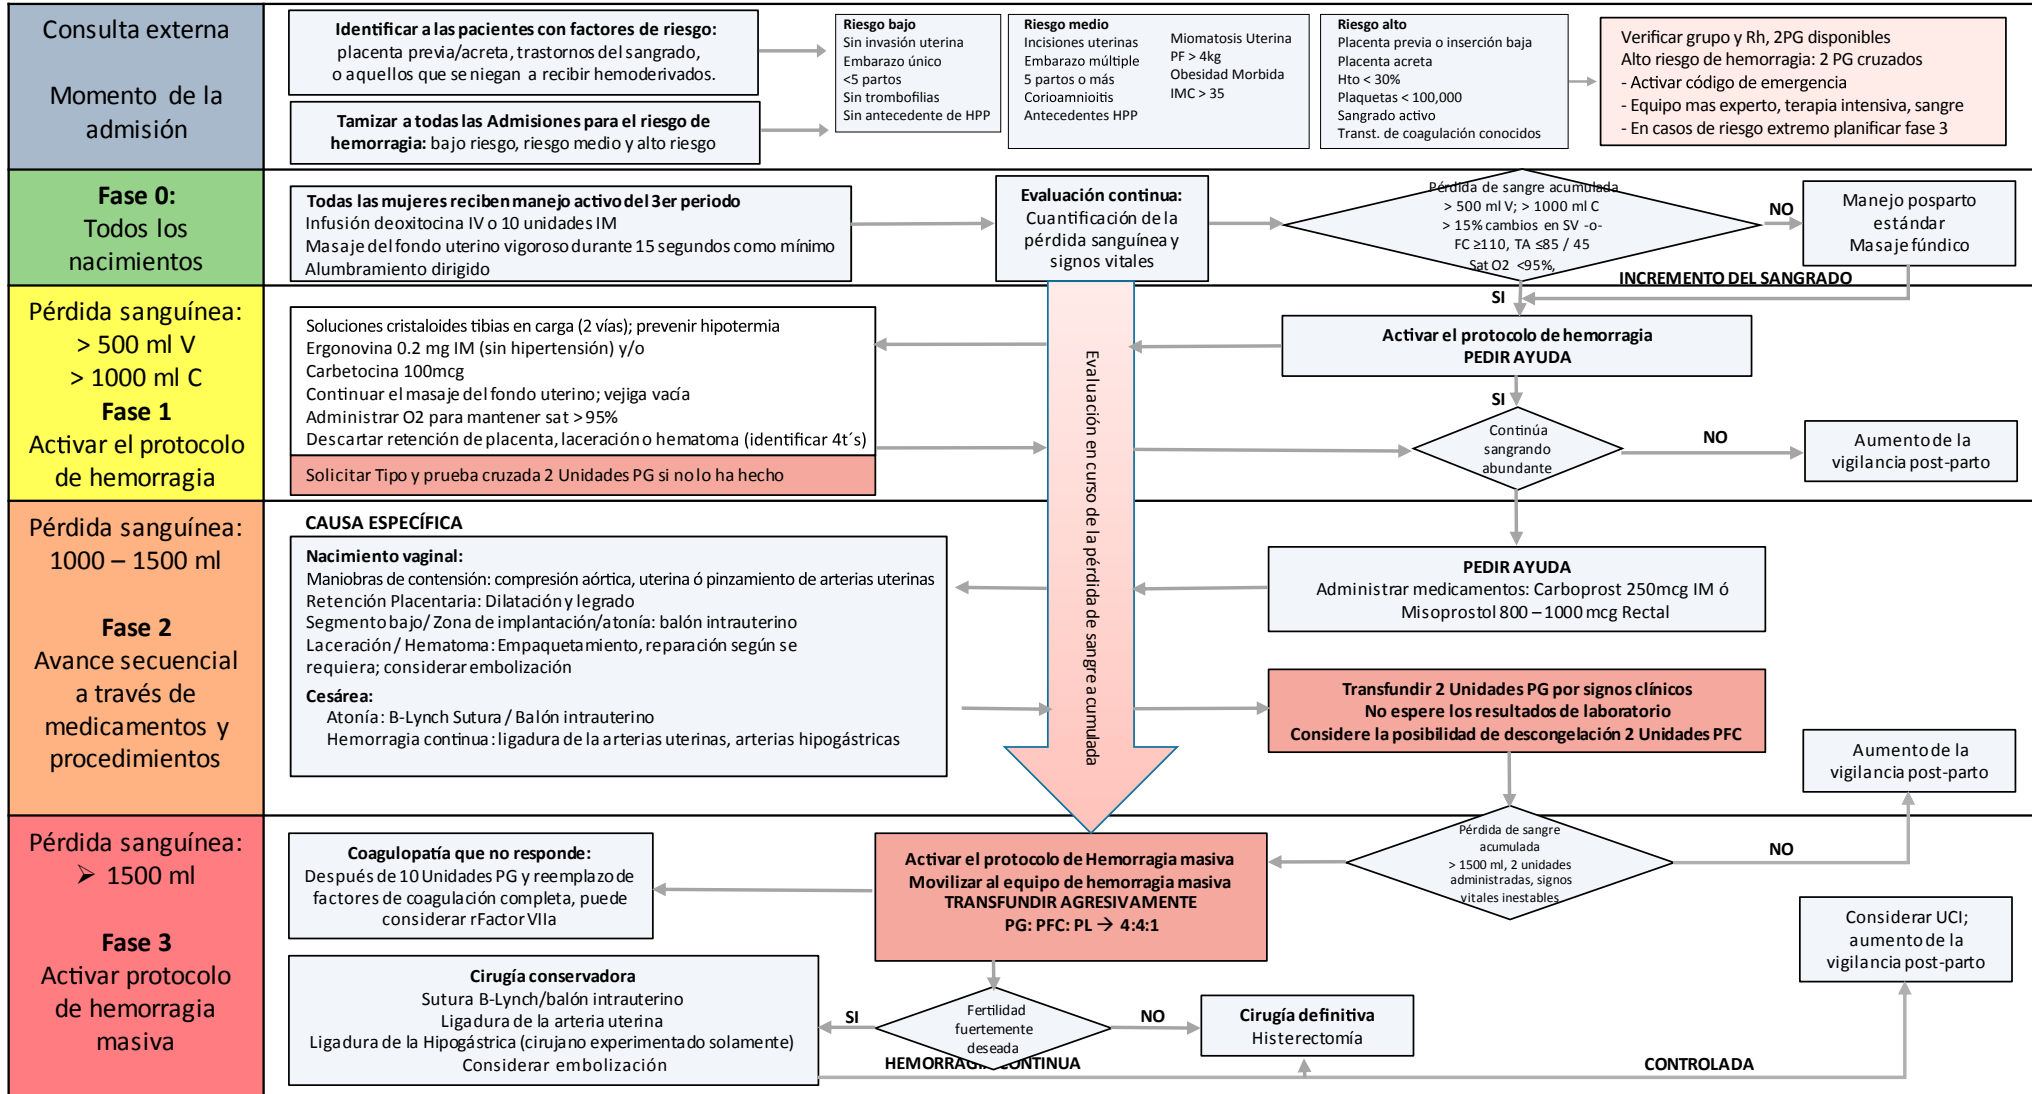 Consulta externa
Momento de la
admisión
Identificar a las pacientes con factores de riesgo:
placenta previa/acreta, trastornos del sangrado,
o aquellos que se niegan a recibir hemoderivados.
Tamizar a todas las Admisiones para el riesgo de
hemorragia: bajo riesgo, riesgo medio y alto riesgo
Riesgo bajo
Sin invasión uterina
Embarazo único
<5 partos
Sin trombofilias
Sin antecedente de HPP
Riesgo medio
Incisiones uterinas
Embarazo múltiple
5 partos o más
Corioamnioitis
Antecedentes HPP
Miomatosis Uterina
PF > 4kg
Obesidad Morbida
IMC > 35
Riesgo alto
Placenta previa o inserción baja
Placenta acreta
Hto < 30%
Plaquetas < 100,000
Sangrado activo
Transt. de coagulación conocidos
Verificar grupo y Rh, 2PG disponibles
Alto riesgo de hemorragia: 2 PG cruzados
- Activar código de emergencia
- Equipo mas experto, terapia intensiva, sangre
- En casos de riesgo extremo planificar fase 3
Fase 0:
Todos los
nacimientos
Todas las mujeres reciben manejo activo del 3er periodo
Infusión deoxitocina IV o 10 unidades IM
Masaje del fondo uterino vigoroso durante 15 segundos como mínimo
Alumbramiento dirigido
Evaluación continua:
Cuantificación de la
pérdida sanguínea y
signos vitales
Pérdida de sangre acumulada
> 500 ml V; > 1000 ml C
> 15% cambios en SV -o-
FC ≥110, TA ≤85 / 45
Sat O2 <95%,
NO
Manejo posparto
estándar
Masaje fúndico
INCREMENTO DEL SANGRADO
SI
Pérdida sanguínea:
> 500 ml V
> 1000 ml C
Fase 1
Activar el protocolo
de hemorragia
Soluciones cristaloides tibias en carga (2 vías); prevenir hipotermia
Ergonovina 0.2 mg IM (sin hipertensión) y/o
Carbetocina 100mcg
Continuar el masaje del fondo uterino; vejiga vacía
Administrar O2 para mantener sat > 95%
Descartar retención de placenta, laceración o hematoma (identificar 4t´s)
Solicitar Tipo y prueba cruzada 2 Unidades PG si no lo ha hecho
Evaluación en curso de la pérdida de sangre acumulada
Activar el protocolo de hemorragia
PEDIR AYUDA
SI
Continúa
sangrando
abundante
NO
Aumento de la
vigilancia post-parto
Pérdida sanguínea:
1000 – 1500 ml
Fase 2
Avance secuencial
a través de
medicamentos y
procedimientos
CAUSA ESPECÍFICA
Nacimiento vaginal:
Maniobras de contensión: compresión aórtica, uterina ó pinzamiento de arterias uterinas
Retención Placentaria: Dilatación y legrado
Segmento bajo/ Zona de implantación/atonía: balón intrauterino
Laceración / Hematoma: Empaquetamiento, reparación según se
requiera; considerar embolización
Cesárea:
Atonía: B-Lynch Sutura / Balón intrauterino
Hemorragia continua: ligadura de la arterias uterinas, arterias hipogástricas
PEDIR AYUDA
Administrar medicamentos: Carboprost 250mcg IM ó
Misoprostol 800 – 1000 mcg Rectal
Transfundir 2 Unidades PG por signos clínicos
No espere los resultados de laboratorio
Considere la posibilidad de descongelación 2 Unidades PFC
Aumento de la
vigilancia post-parto
Pérdida sanguínea:
➢ 1500 ml
Fase 3
Activar protocolo
de hemorragia
masiva
Coagulopatía que no responde:
Después de 10 Unidades PG y reemplazo de
factores de coagulación completa, puede
considerar rFactor VIIa
Activar el protocolo de Hemorragia masiva
Movilizar al equipo de hemorragia masiva
TRANSFUNDIR AGRESIVAMENTE
PG: PFC: PL → 4:4:1
Pérdida de sangre
acumulada
> 1500 ml, 2 unidades
administradas, signos
vitales inestables
NO
Considerar UCI;
aumento de la
vigilancia post-parto
Cirugía conservadora
Sutura B-Lynch/balón intrauterino
Ligadura de la arteria uterina
Ligadura de la Hipogástrica (cirujano experimentado solamente)
Considerar embolización
SI
Fertilidad
fuertemente
deseada
NO
Cirugía definitiva
Histerectomía
HEMORRAGIA CONTINUA
CONTROLADA